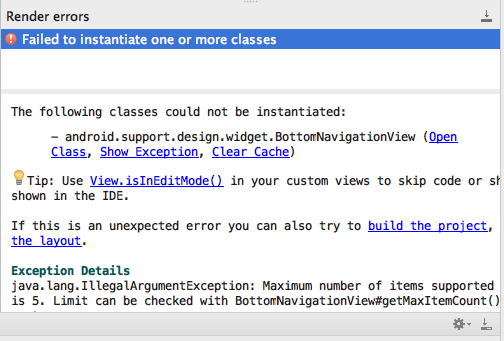 Render errors
Failed to instantiate one or more classes
The following classes could not be instantiated:
– android.support.design.widget.BottomNavigationView (Open
Class, Show Exception, Clear Cache)
Tip: Use View.isInEditMode() in your custom views to skip code or
shown in the IDE.
If this is an unexpected error you can also try to build the project,
the layout.
Exception Details
java.lang.IllegalArgumentException: Maximum number of items supported
is 5. Limit can be checked with BottomNavigationView#getMaxItemCount()